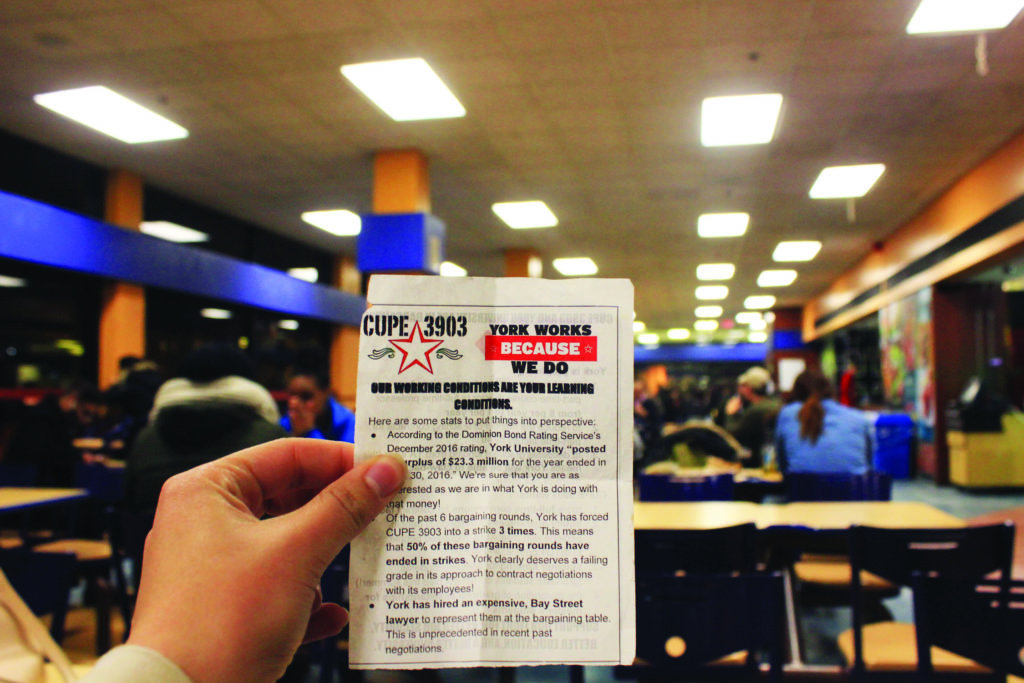 CUPE 3903
YORK WORKS
BECAUSE
WE DO
OUR WORKING CONDITIONS ARE YOUR LEARNING
CONDITIONS.
Here are some stats to put things into perspective:
• According to the Dominion Bond Rating Service's
December 2016 rating, York University "posted
urplus of $23.3 million for the year ended in
30, 2016." We're sure that you are as
erested as we are in what York is doing with
hat money!
Of the past 6 bargaining rounds, York has forced
CUPE 3903 into a strike 3 times. This means
that 50% of these bargaining rounds have
ended in strikes. York clearly deserves a failing
grade in its approach to contract negotiations
with its employees!
• York has hired an expensive, Bay Street
lawyer to represent them at the bargaining table.
This is unprecedented in recent past
negotiations.